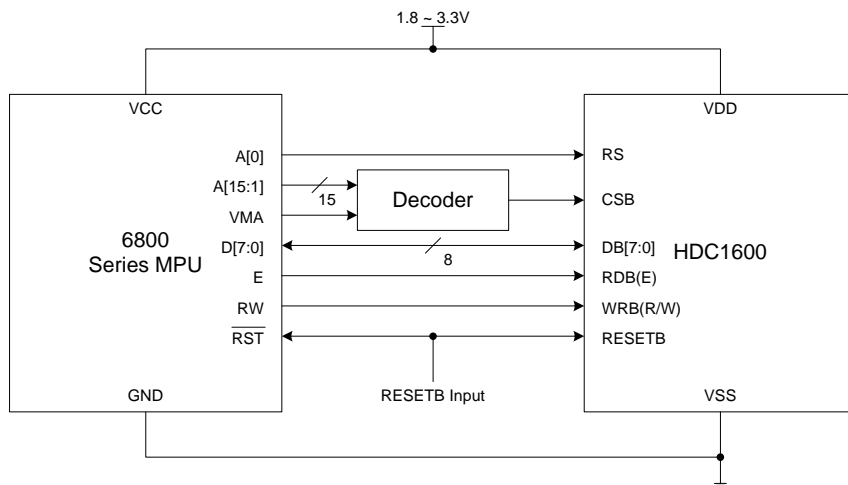 1.8 ~ 3.3V
VCC
VDD
A[0]
RS
A[15:1]
15
Decoder
CSB
VMA
6800
Series MPU
D[7:0]
8
DB[7:0]
HDC1600
E
RDB(E)
RW
WRB(R/W)
RST
RESETB
GND
RESETB Input
VSS